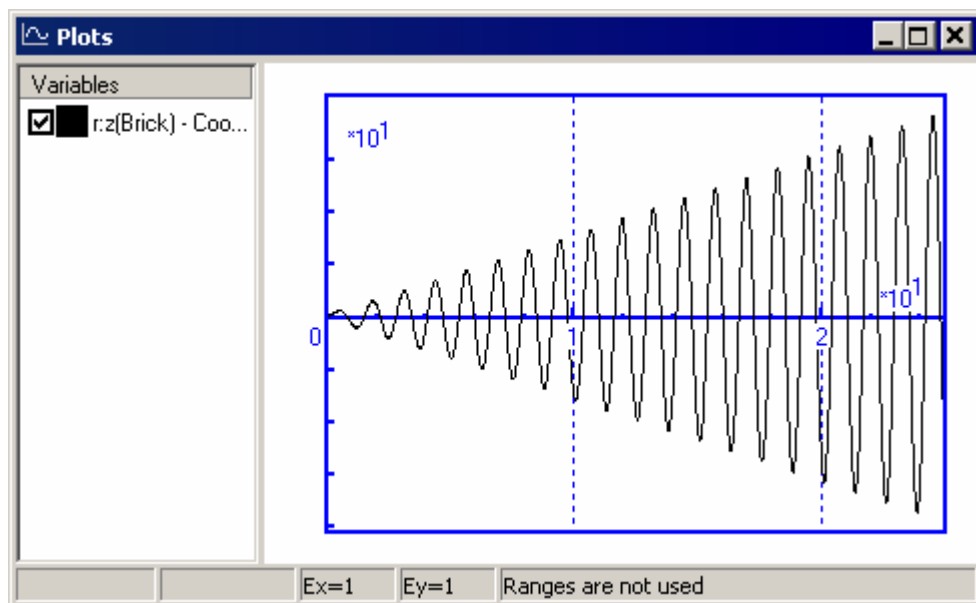 Plots
Variables
r:z(Brick) - Coo...
*10¹
*10¹
0
1
2
Ex=1
Ey=1
Ranges are not used